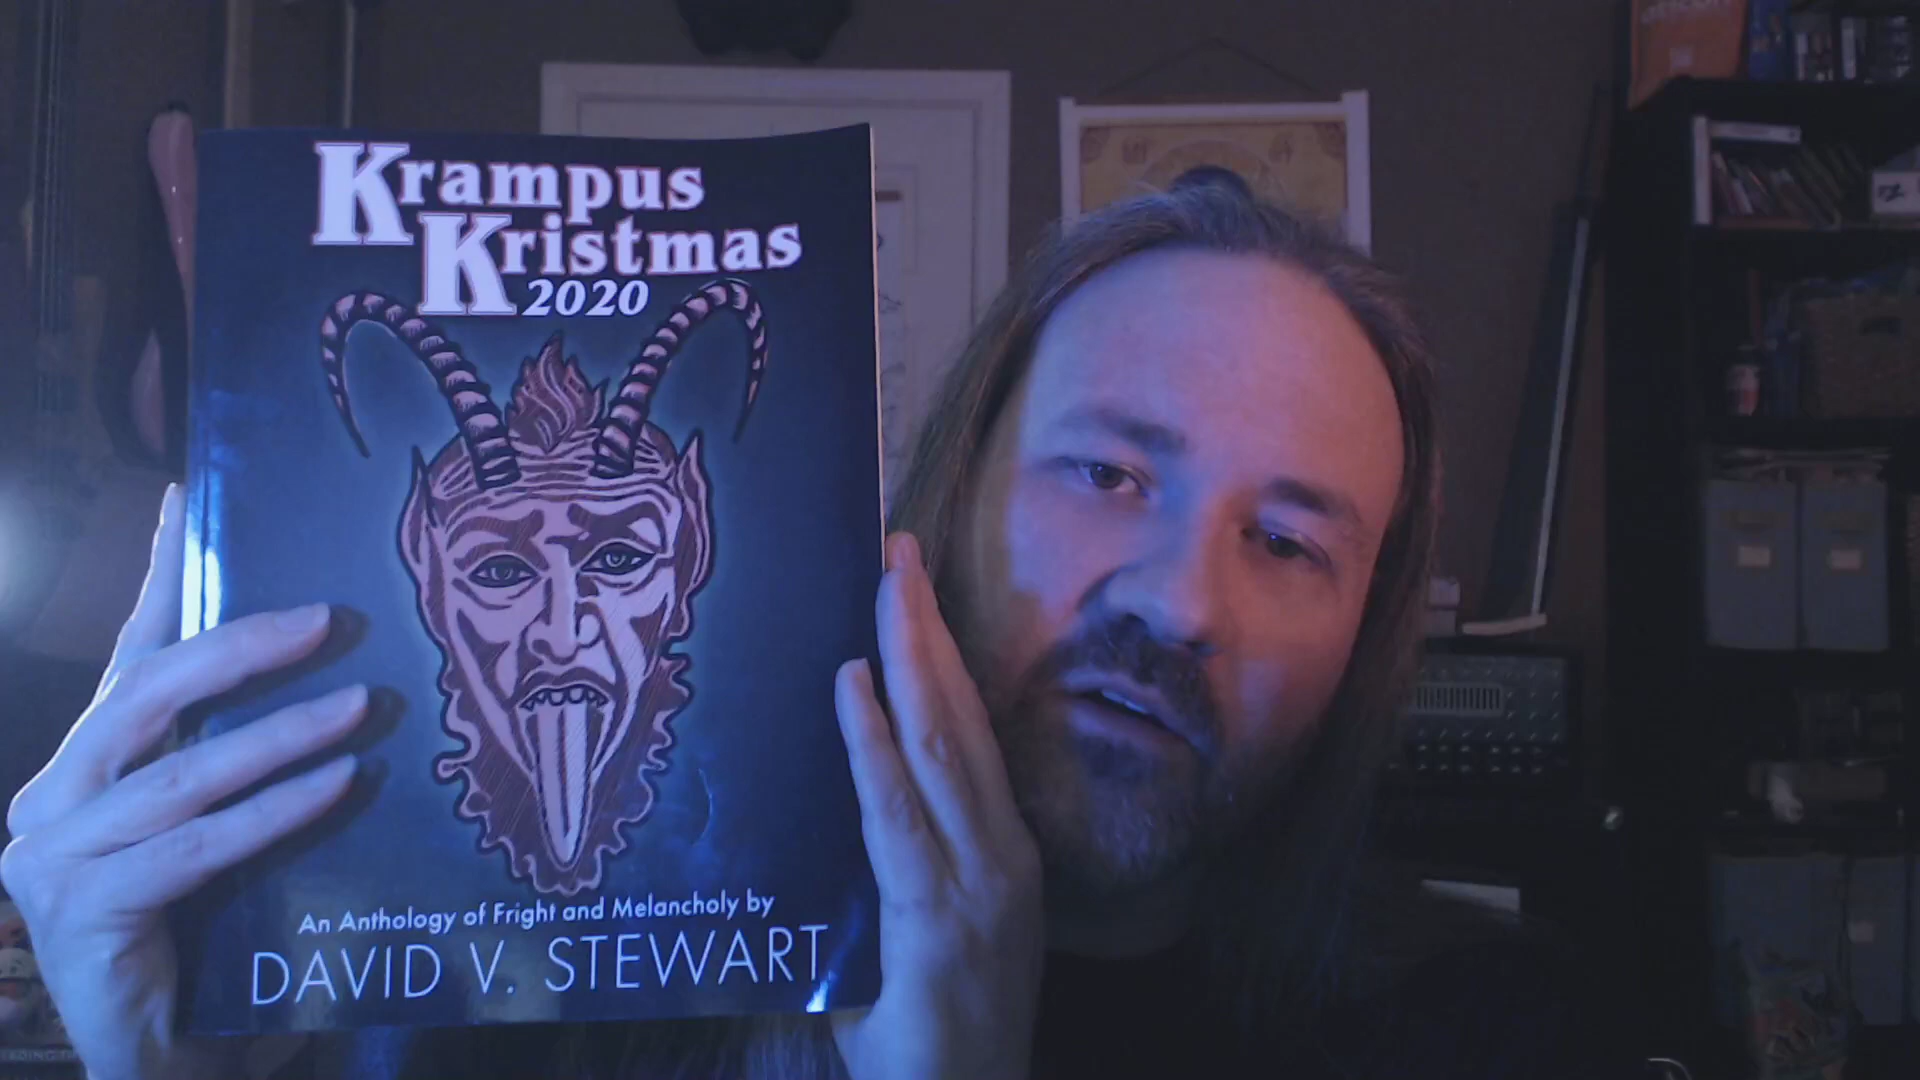 Krampus
Kristmas
2020
An Anthology of Fright and Melancholy by
DAVID V. STEWART